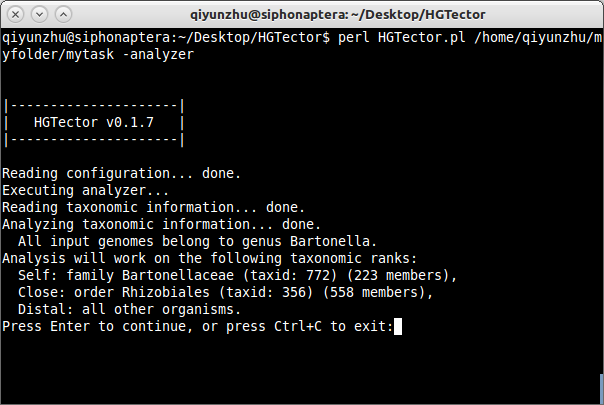 qiyunzhu@siphonaptera: ~/Desktop/HGTector
qiyunzhu@siphonaptera:~/Desktop/HGTector$ perl HGTector.pl /home/qiyunzhu/m
yfolder/mytask -analyzer
|---------------------|
|   HGTector v0.1.7   |
|---------------------|
Reading configuration... done.
Executing analyzer...
Reading taxonomic information... done.
Analyzing taxonomic information... done.
  All input genomes belong to genus Bartonella.
Analysis will work on the following taxonomic ranks:
  Self: family Bartonellaceae (taxid: 772) (223 members),
  Close: order Rhizobiales (taxid: 356) (558 members),
  Distal: all other organisms.
Press Enter to continue, or press Ctrl+C to exit: